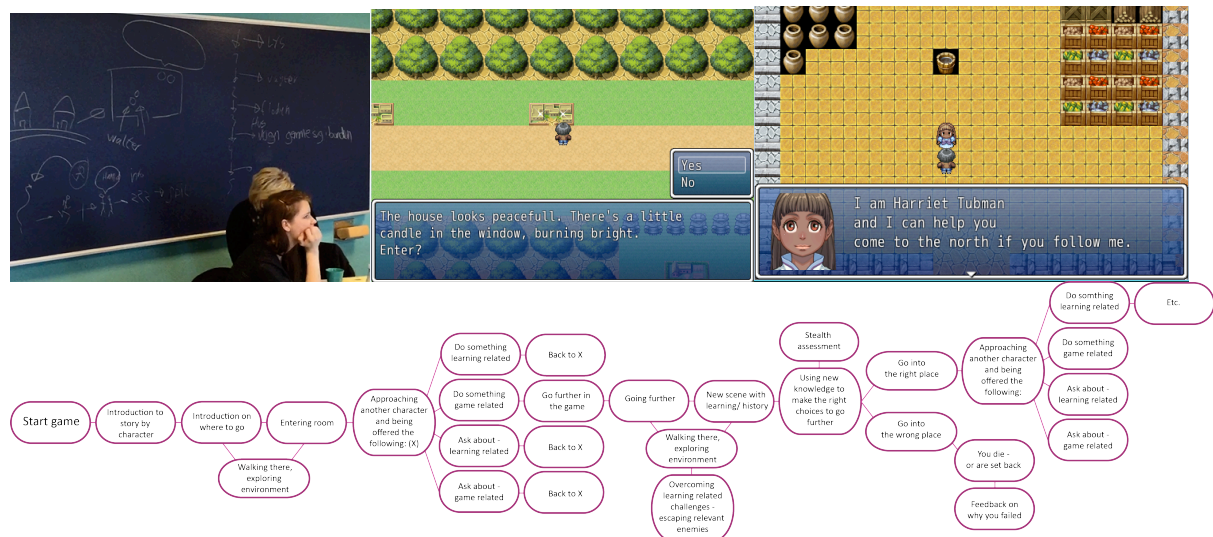 walter
Yes
No
The house looks peacefull. There's a little
candle in the window, burning bright.
Enter?
I am Harriet Tubman
and I can help you
come to the north if you follow me.
Start game
Introduction to
story by
character
Introduction on
where to go
Walking there,
exploring
environment
Entering room
Approaching
another character
and being
offered the
following: (X)
Do something
learning related
Back to X
Do something
game related
Go further in
the game
Ask about -
learning related
Back to X
Ask about -
game related
Back to X
Going further
Walking there,
exploring
environment
Overcoming
learning related
challenges -
escaping relevant
enemies
New scene with
learning/ history
Stealth
assessment
Using new
knowledge to
make the right
choices to go
further
Go into
the right place
Go into
the wrong place
You die -
or are set back
Feedback on
why you failed
Approaching
another character
and being
offered the
following:
Do somthing
learning related
Etc.
Do something
game related
Ask about -
learning related
Ask about -
game related